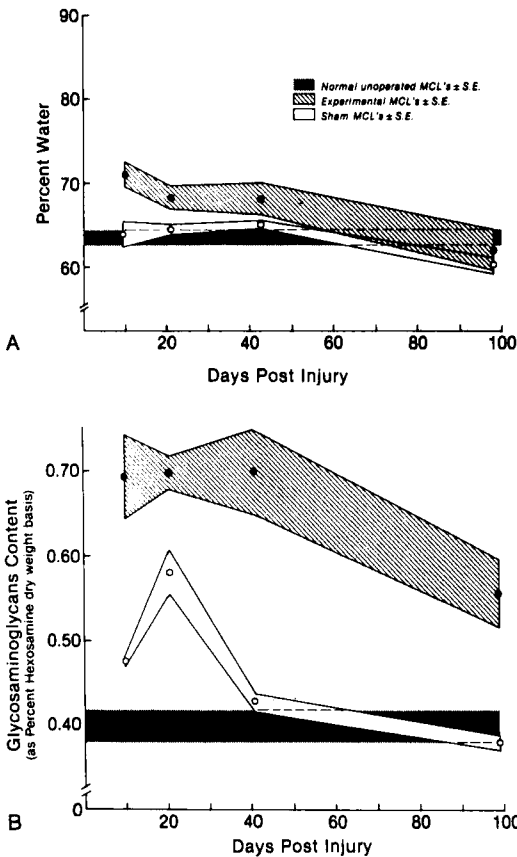 90
80
70
60
Percent Water
Normal unoperated MCL's ± S.E.
Experimental MCL's ± S.E.
Sham MCL's ± S.E.
0 20 40 60 80 100
A
Days Post Injury
0.70
0.60
0.50
0.40
0
Glycosaminoglycans Content
(as Percent Hexosamine dry weight basis)
0 20 40 60 80 100
B
Days Post Injury